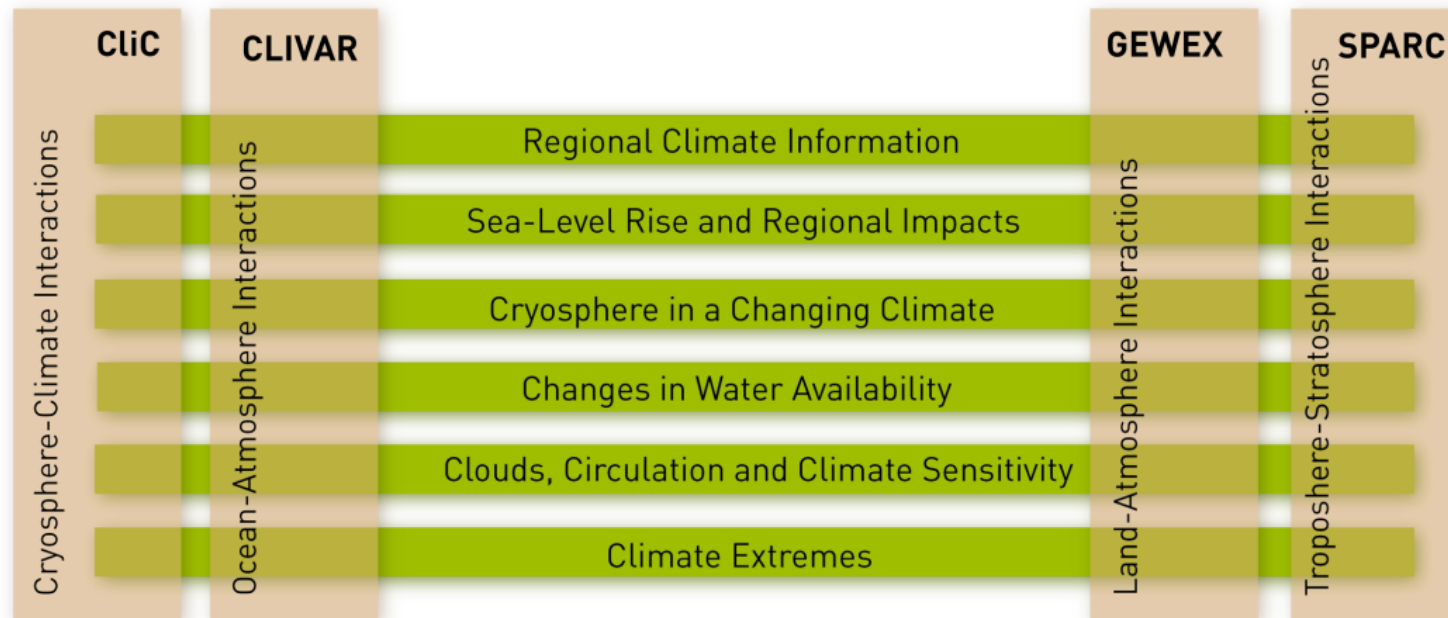 CliC
CLIVAR
GEWEX
SPARC
Cryosphere-Climate Interactions
Ocean-Atmosphere Interactions
Regional Climate Information
Sea-Level Rise and Regional Impacts
Cryosphere in a Changing Climate
Changes in Water Availability
Clouds, Circulation and Climate Sensitivity
Climate Extremes
Land-Atmosphere Interactions
Troposhere-Stratosphere Interactions